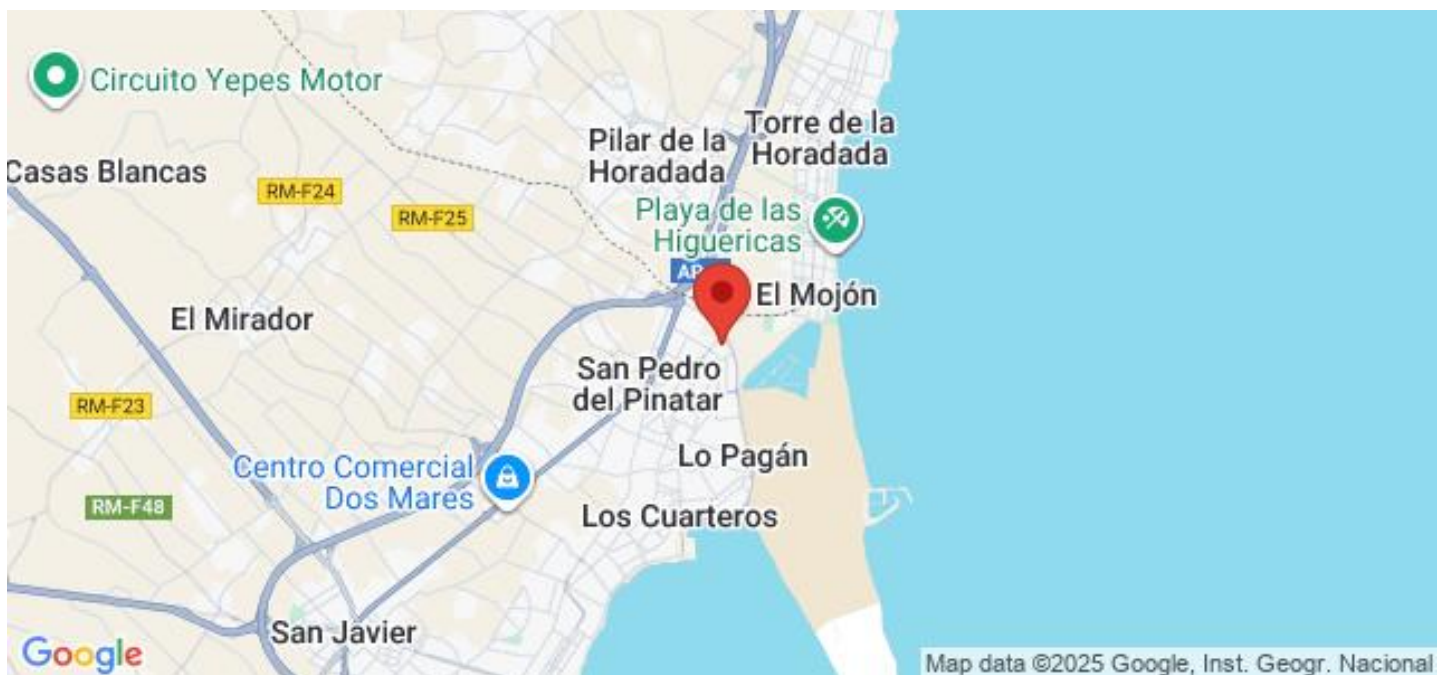 Circuito Yepes Motor
Casas Blancas
RM-F24
RM-F25
Pilar de la
Horadada
Torre de la
Horadada
Playa de las
Higuericas
El Mojón
El Mirador
San Pedro
del Pinatar
RM-F23
Lo Pagán
Centro Comercial
Dos Mares
RM-F48
Los Cuarteros
San Javier
Google
Map data ©2025 Google, Inst. Geogr. Nacional